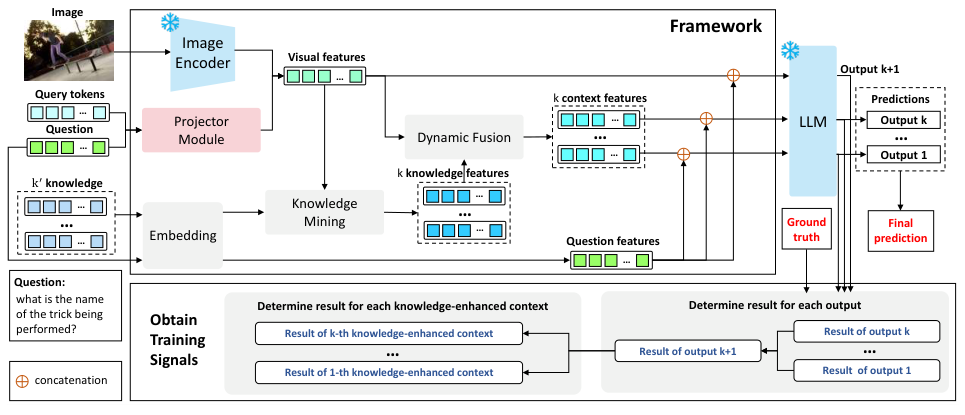 Image
Framework
Image
Encoder
Visual features
Output k+1
Query tokens
Question
Projector
Module
k context features
Dynamic Fusion
LLM
Predictions
Output k
...
Output 1
k′ knowledge
...
k knowledge features
...
Knowledge
Mining
Embedding
Question features
Ground
truth
Final
prediction
Question:
what is the name
of the trick being
performed?
concatenation
Obtain
Training
Signals
Determine result for each knowledge-enhanced context
Result of k-th knowledge-enhanced context
...
Result of 1-th knowledge-enhanced context
Determine result for each output
Result of output k+1
Result of output k
...
Result of output 1